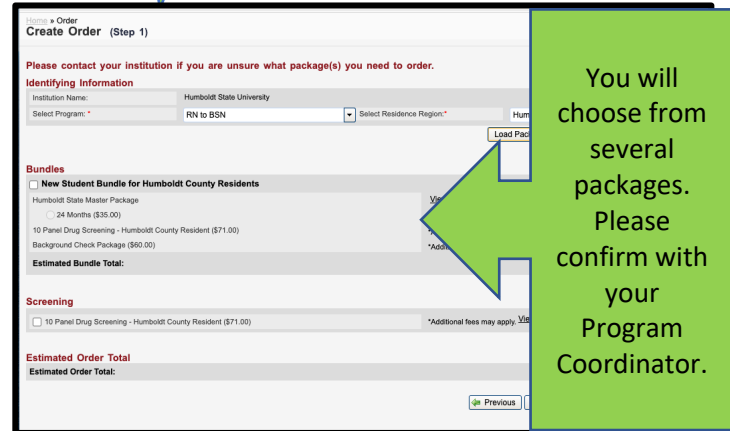 Home » Order
Create Order (Step 1)
Please contact your institution if you are unsure what package(s) you need to order.
Identifying Information
Institution Name: Humboldt State University
Select Program: * RN to BSN Select Residence Region:*
Load
Bundles
New Student Bundle for Humboldt County Residents
Humboldt State Master Package
24 Months ($35.00)
10 Panel Drug Screening - Humboldt County Resident ($71.00)
Background Check Package ($60.00)
Estimated Bundle Total:
Screening
10 Panel Drug Screening - Humboldt County Resident ($71.00) *Additional fees may apply.
Estimated Order Total
Estimated Order Total:
Previous
You will
choose from
several
packages.
Please
confirm with
your
Program
Coordinator.